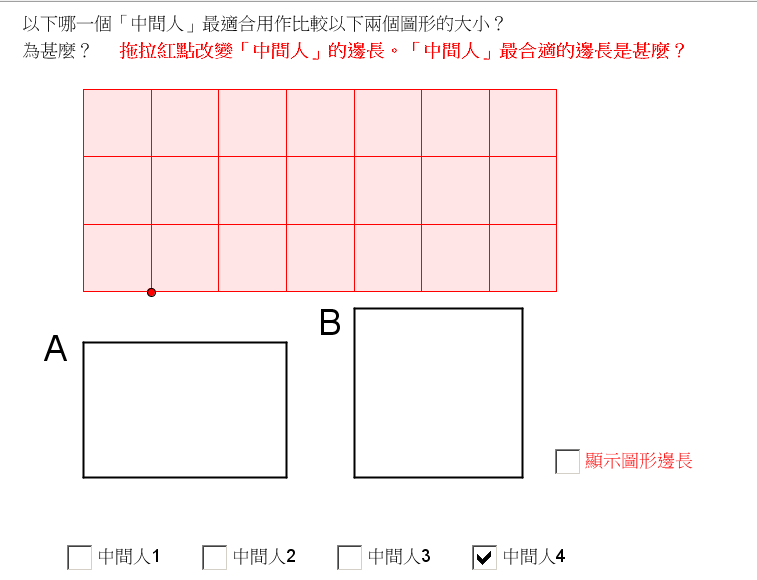 以下哪一個「中間人」最適合用作比較以下兩個圖形的大小？
為甚麼？ 拖拉紅點改變「中間人」的邊長。「中間人」最合適的邊長是甚麼？
B
A
顯示圖形邊長
中間人1 中間人2 中間人3 中間人4